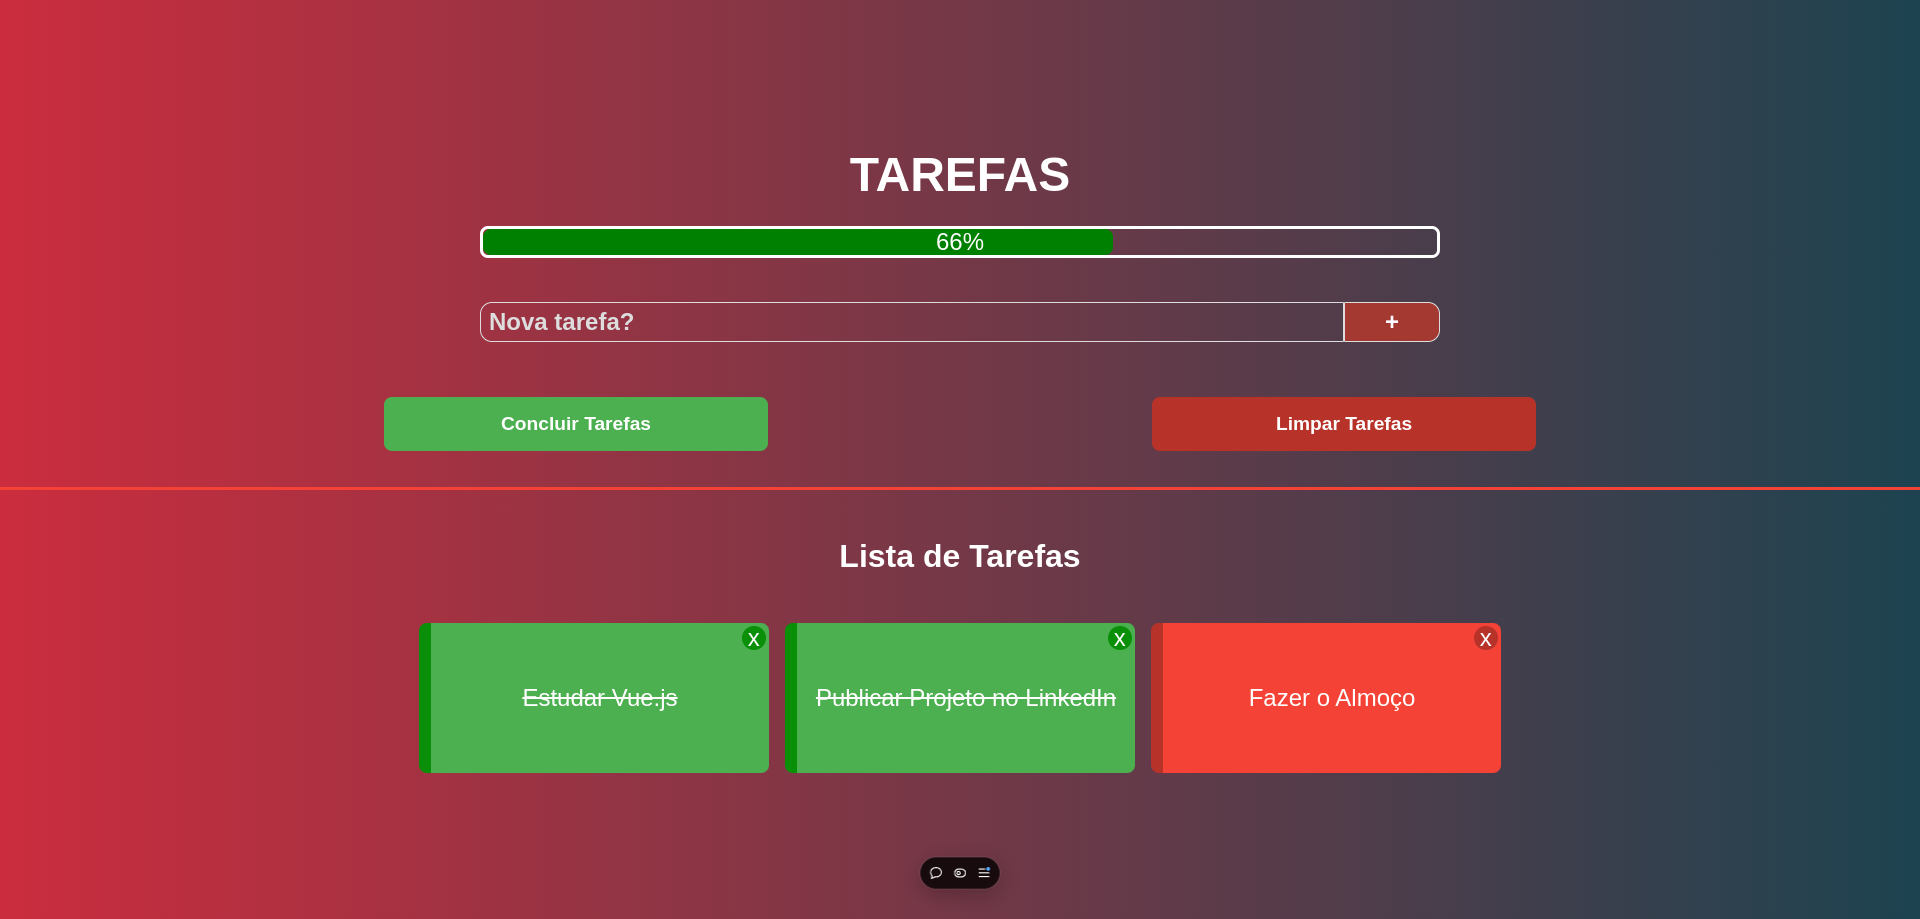 TAREFAS
66%
Nova tarefa?
+
Concluir Tarefas
Limpar Tarefas
Lista de Tarefas
x
x
x
Estudar Vue.js
Publicar Projeto no LinkedIn
Fazer o Almoço